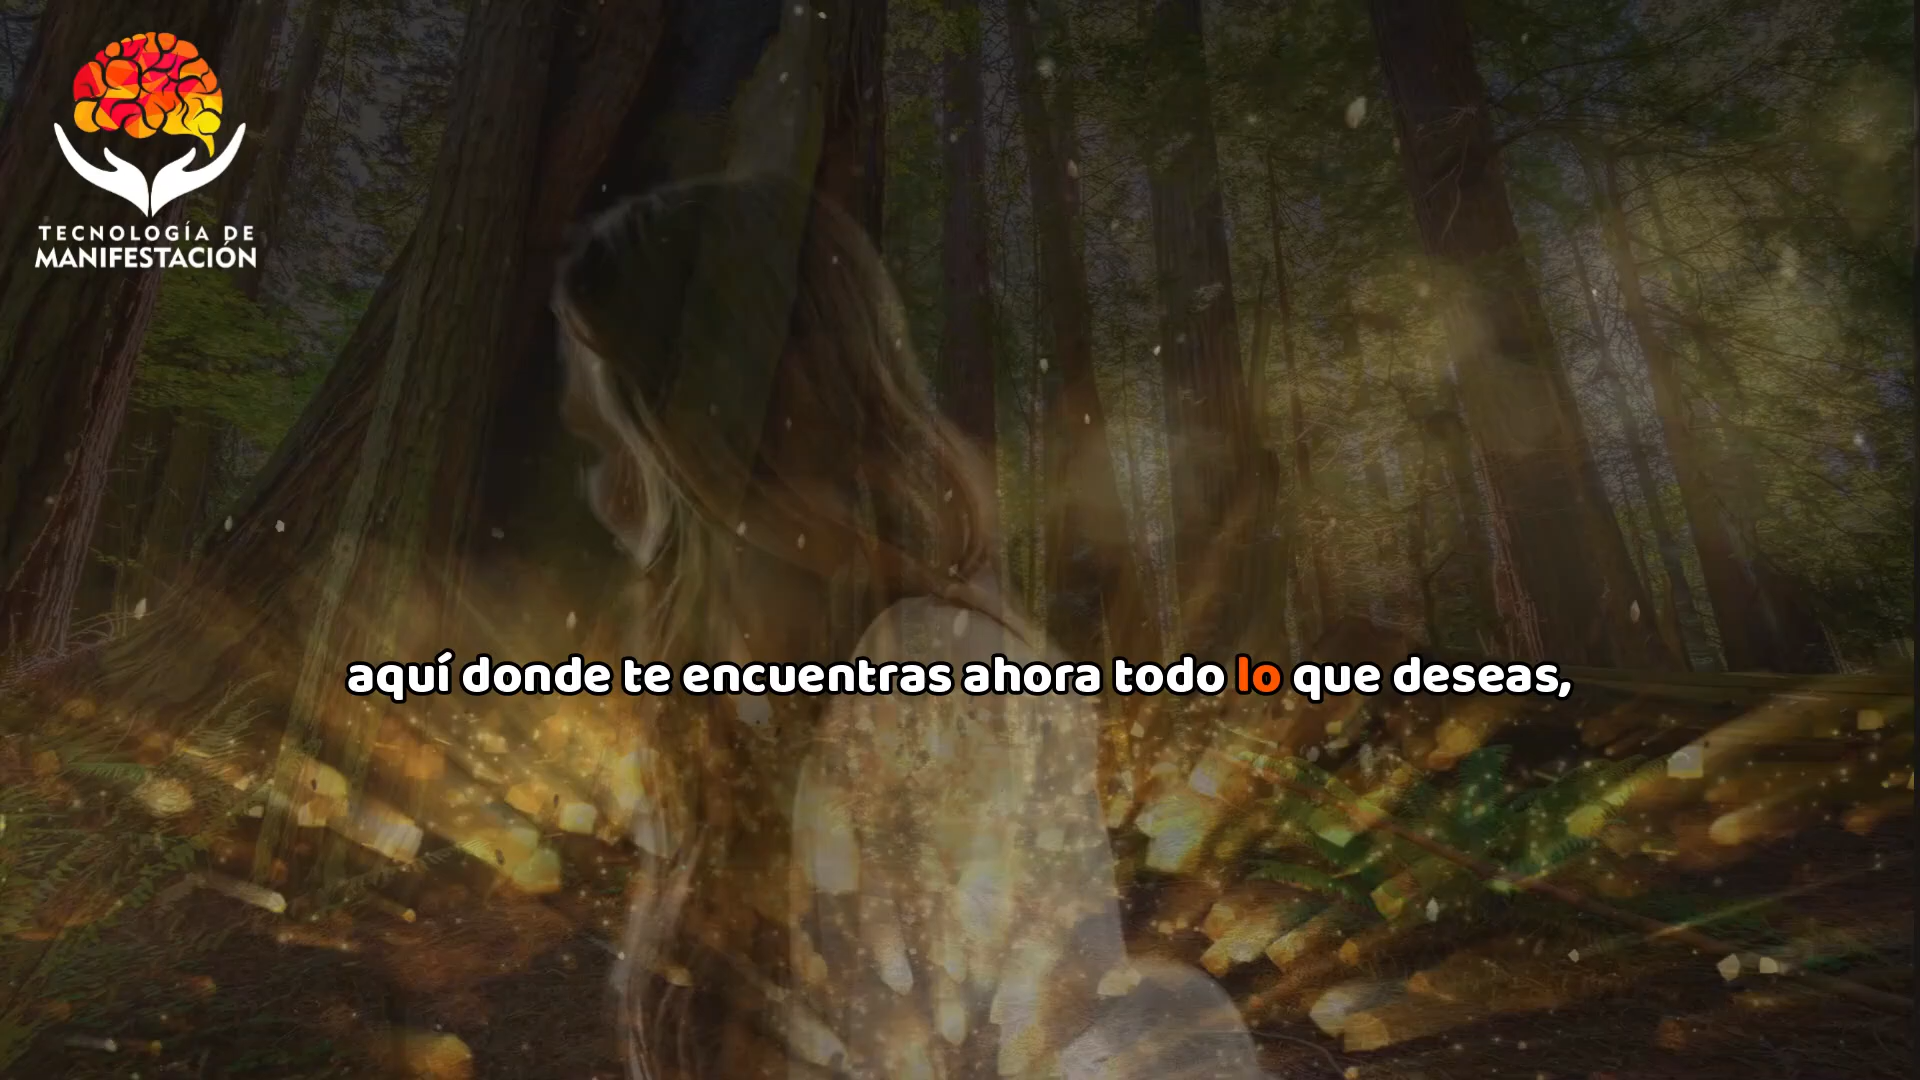 TECNOLOGÍA DE
MANIFESTACIÓN
aquí donde te encuentras ahora todo lo que deseas,